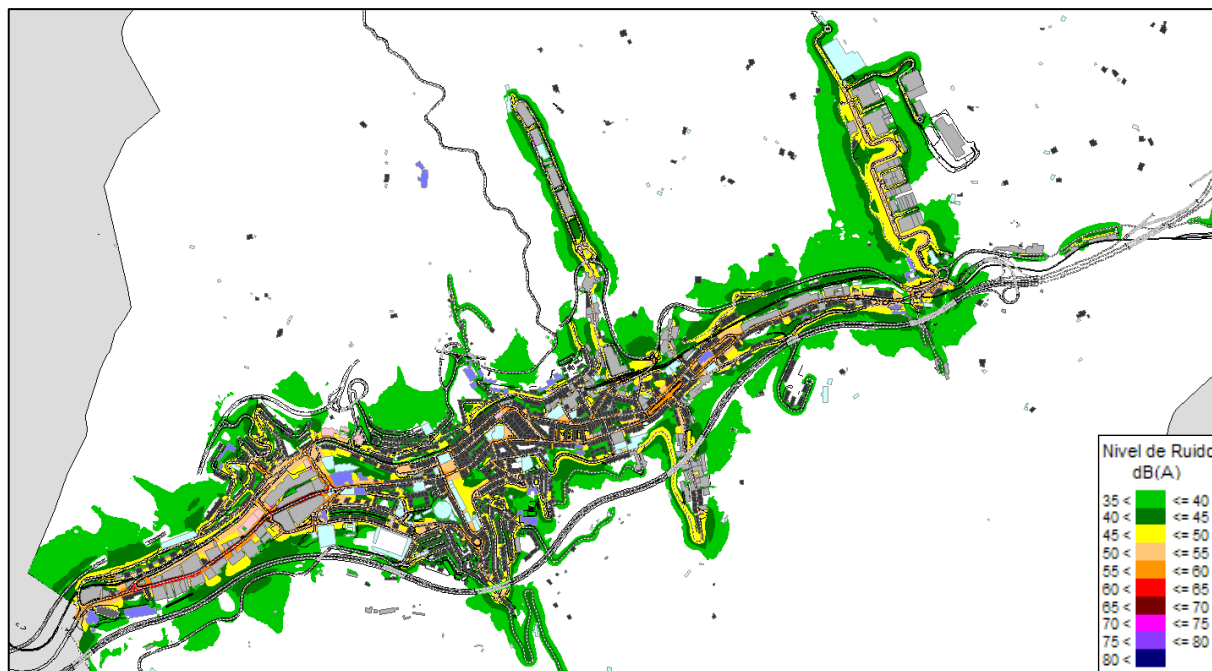 Nivel de Ruido
dB(A)
35 < <= 40
40 < <= 45
45 < <= 50
50 < <= 55
55 < <= 60
60 < <= 65
65 < <= 70
70 < <= 75
75 < <= 80
80 <